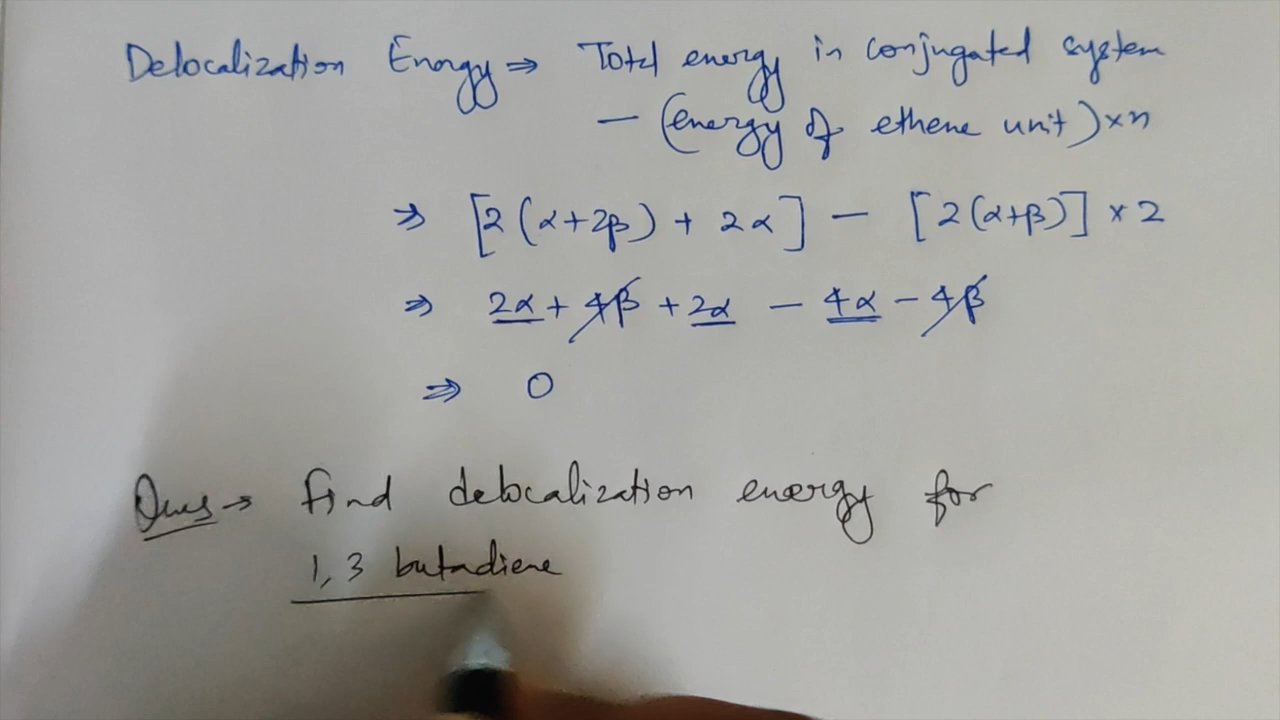 Delocalization Energy ⇒ Total energy in conjugated system
– (energy of ethene unit) × n
⇒ [2(α+2β) + 2α] – [2(α+β)] × 2
⇒ 2α + 4β + 2α – 4α – 4β
⇒ 0
Ques → Find delocalization energy for
1,3 butadiene